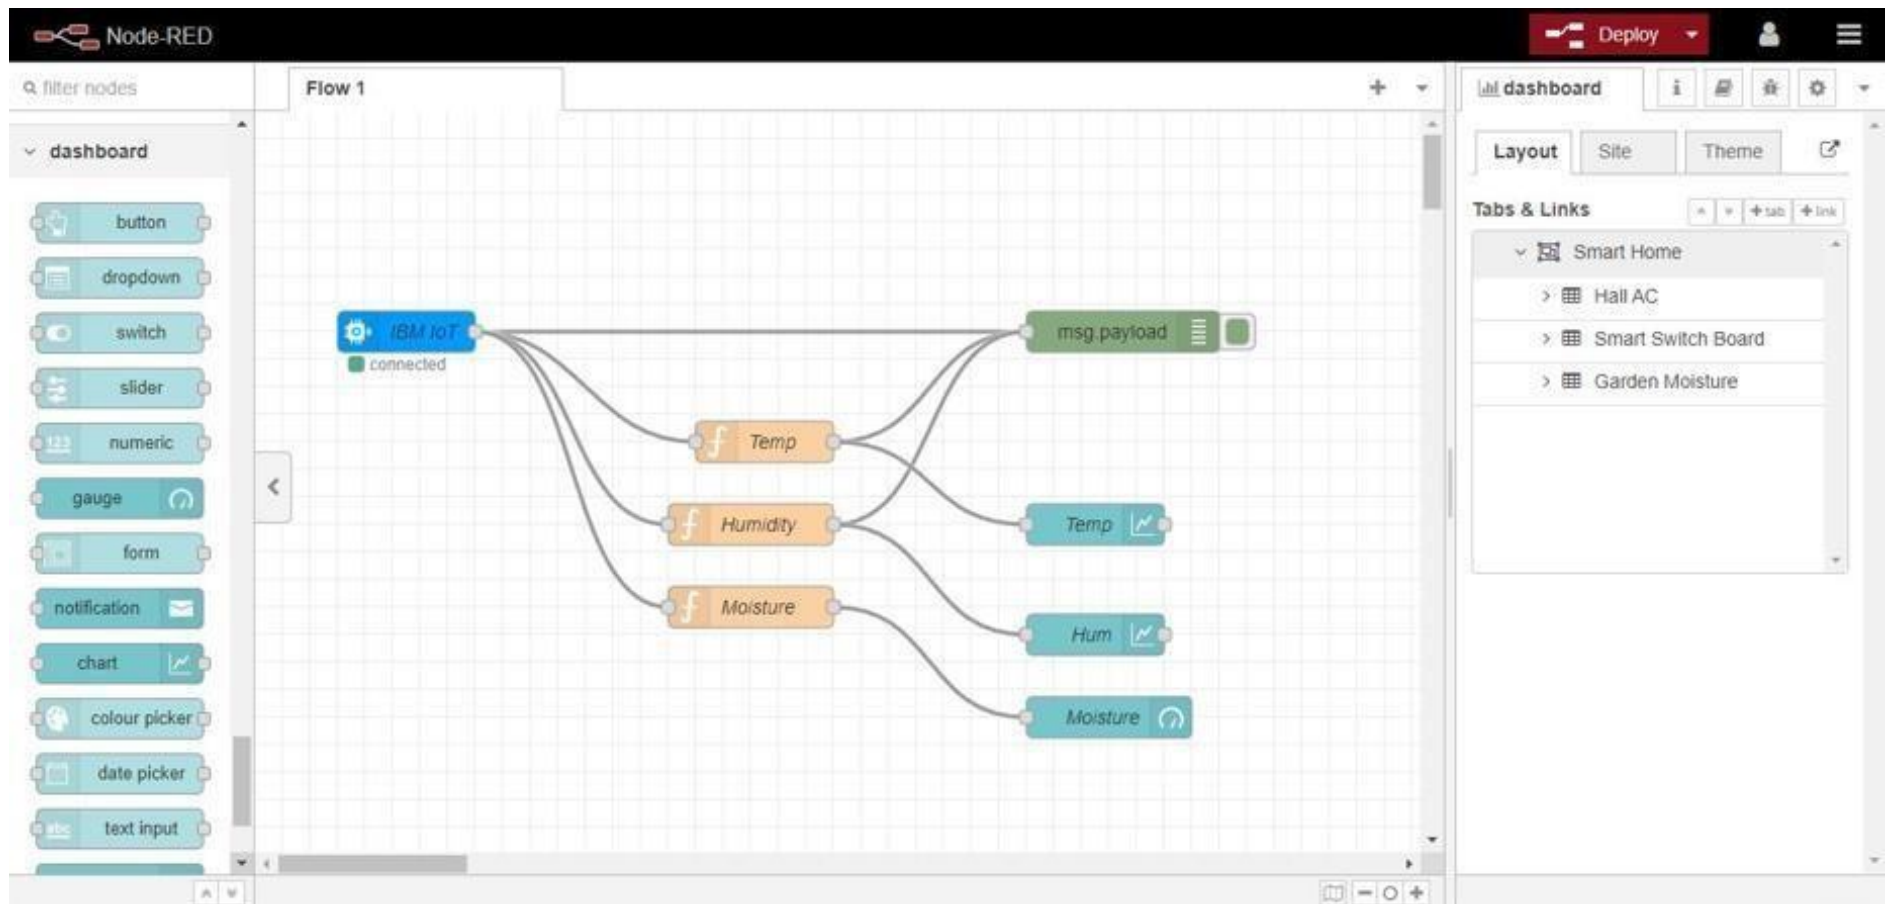 Node-RED
Deploy
filter nodes
Flow 1
dashboard
i
dashboard
button
dropdown
switch
slider
123 numeric
gauge
form
notification
chart
colour picker
date picker
abc text input
IBM IoT
connected
msg.payload
f Temp
f Humidity
f Moisture
Temp
Hum
Moisture
Layout
Site
Theme
Tabs & Links
+ tab
+ link
Smart Home
Hall AC
Smart Switch Board
Garden Moisture